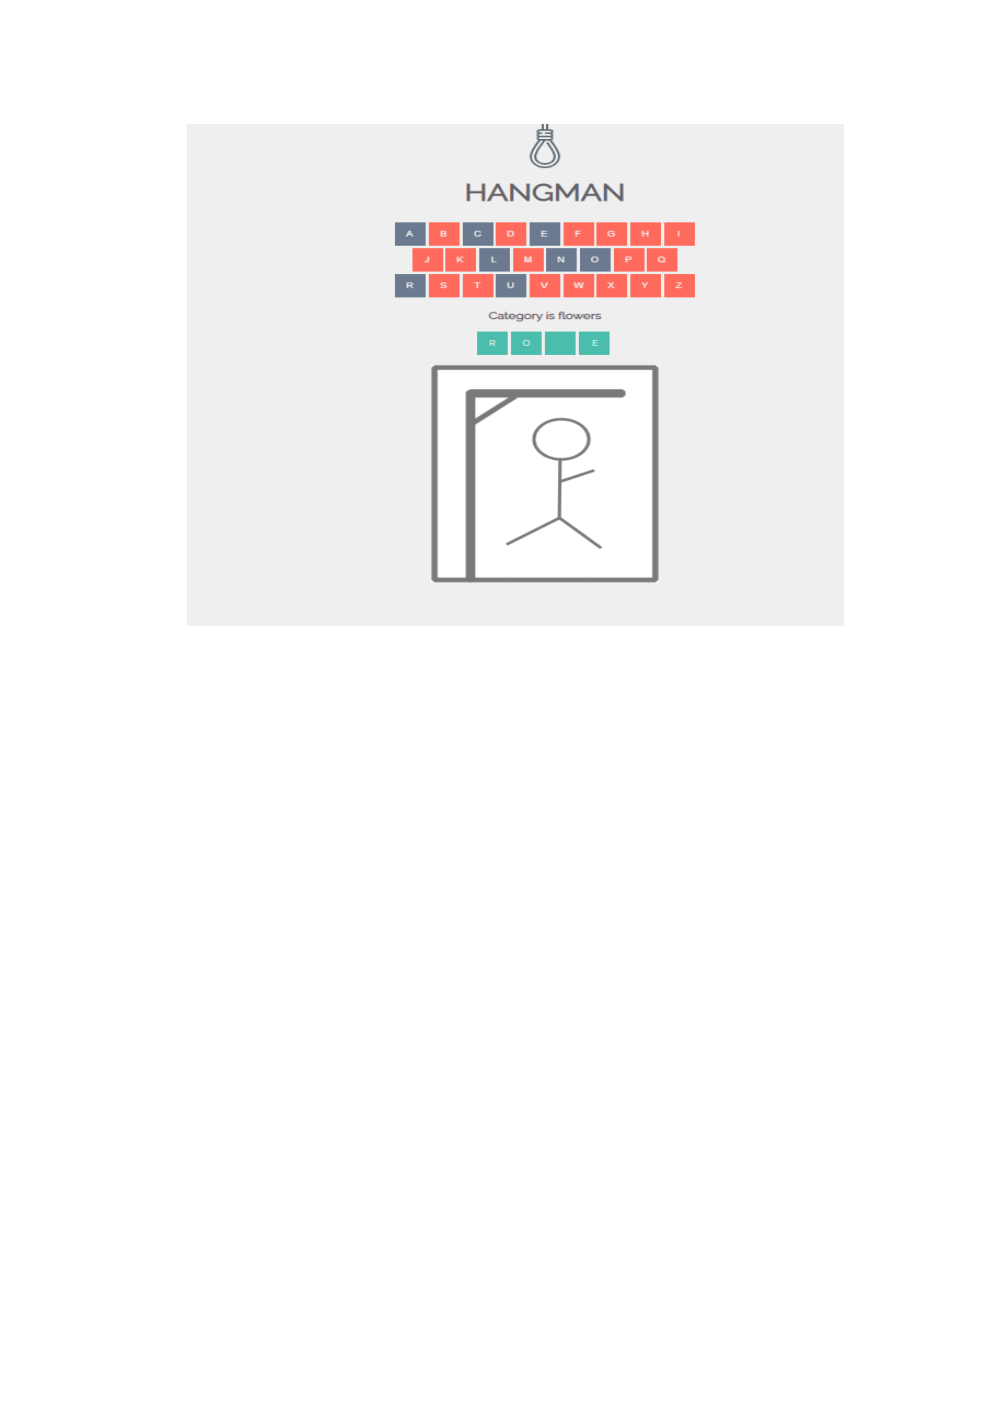 HANGMAN
A B C D E F G H I
J K L M N O P Q
R S T U V W X Y Z
Category is flowers
R O E